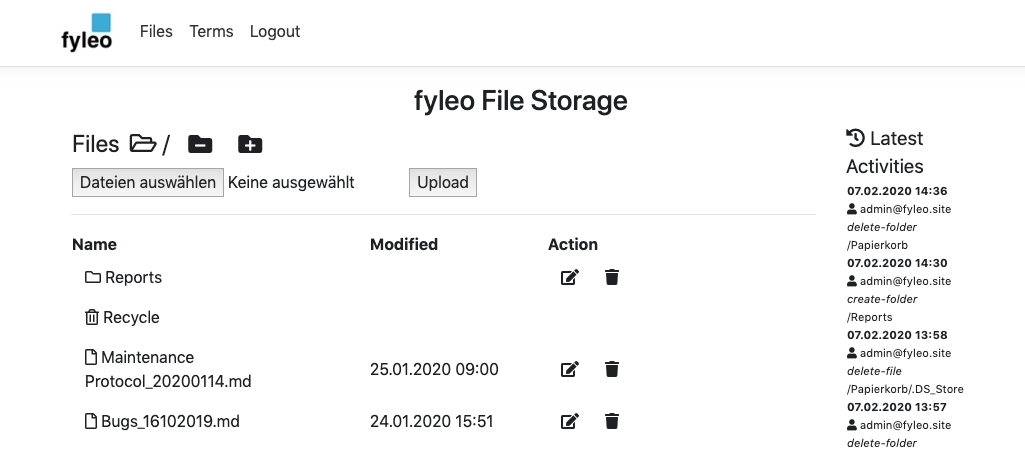 fyleo
Files Terms Logout
fyleo File Storage
Files /
Dateien auswählen Keine ausgewählt Upload
Name Modified Action
Reports
Recycle
Maintenance
Protocol_20200114.md 25.01.2020 09:00
Bugs_16102019.md 24.01.2020 15:51
Latest
Activities
07.02.2020 14:36
admin@fyleo.site
delete-folder
/Papierkorb
07.02.2020 14:30
admin@fyleo.site
create-folder
/Reports
07.02.2020 13:58
admin@fyleo.site
delete-file
/Papierkorb/.DS_Store
07.02.2020 13:57
admin@fyleo.site
delete-folder